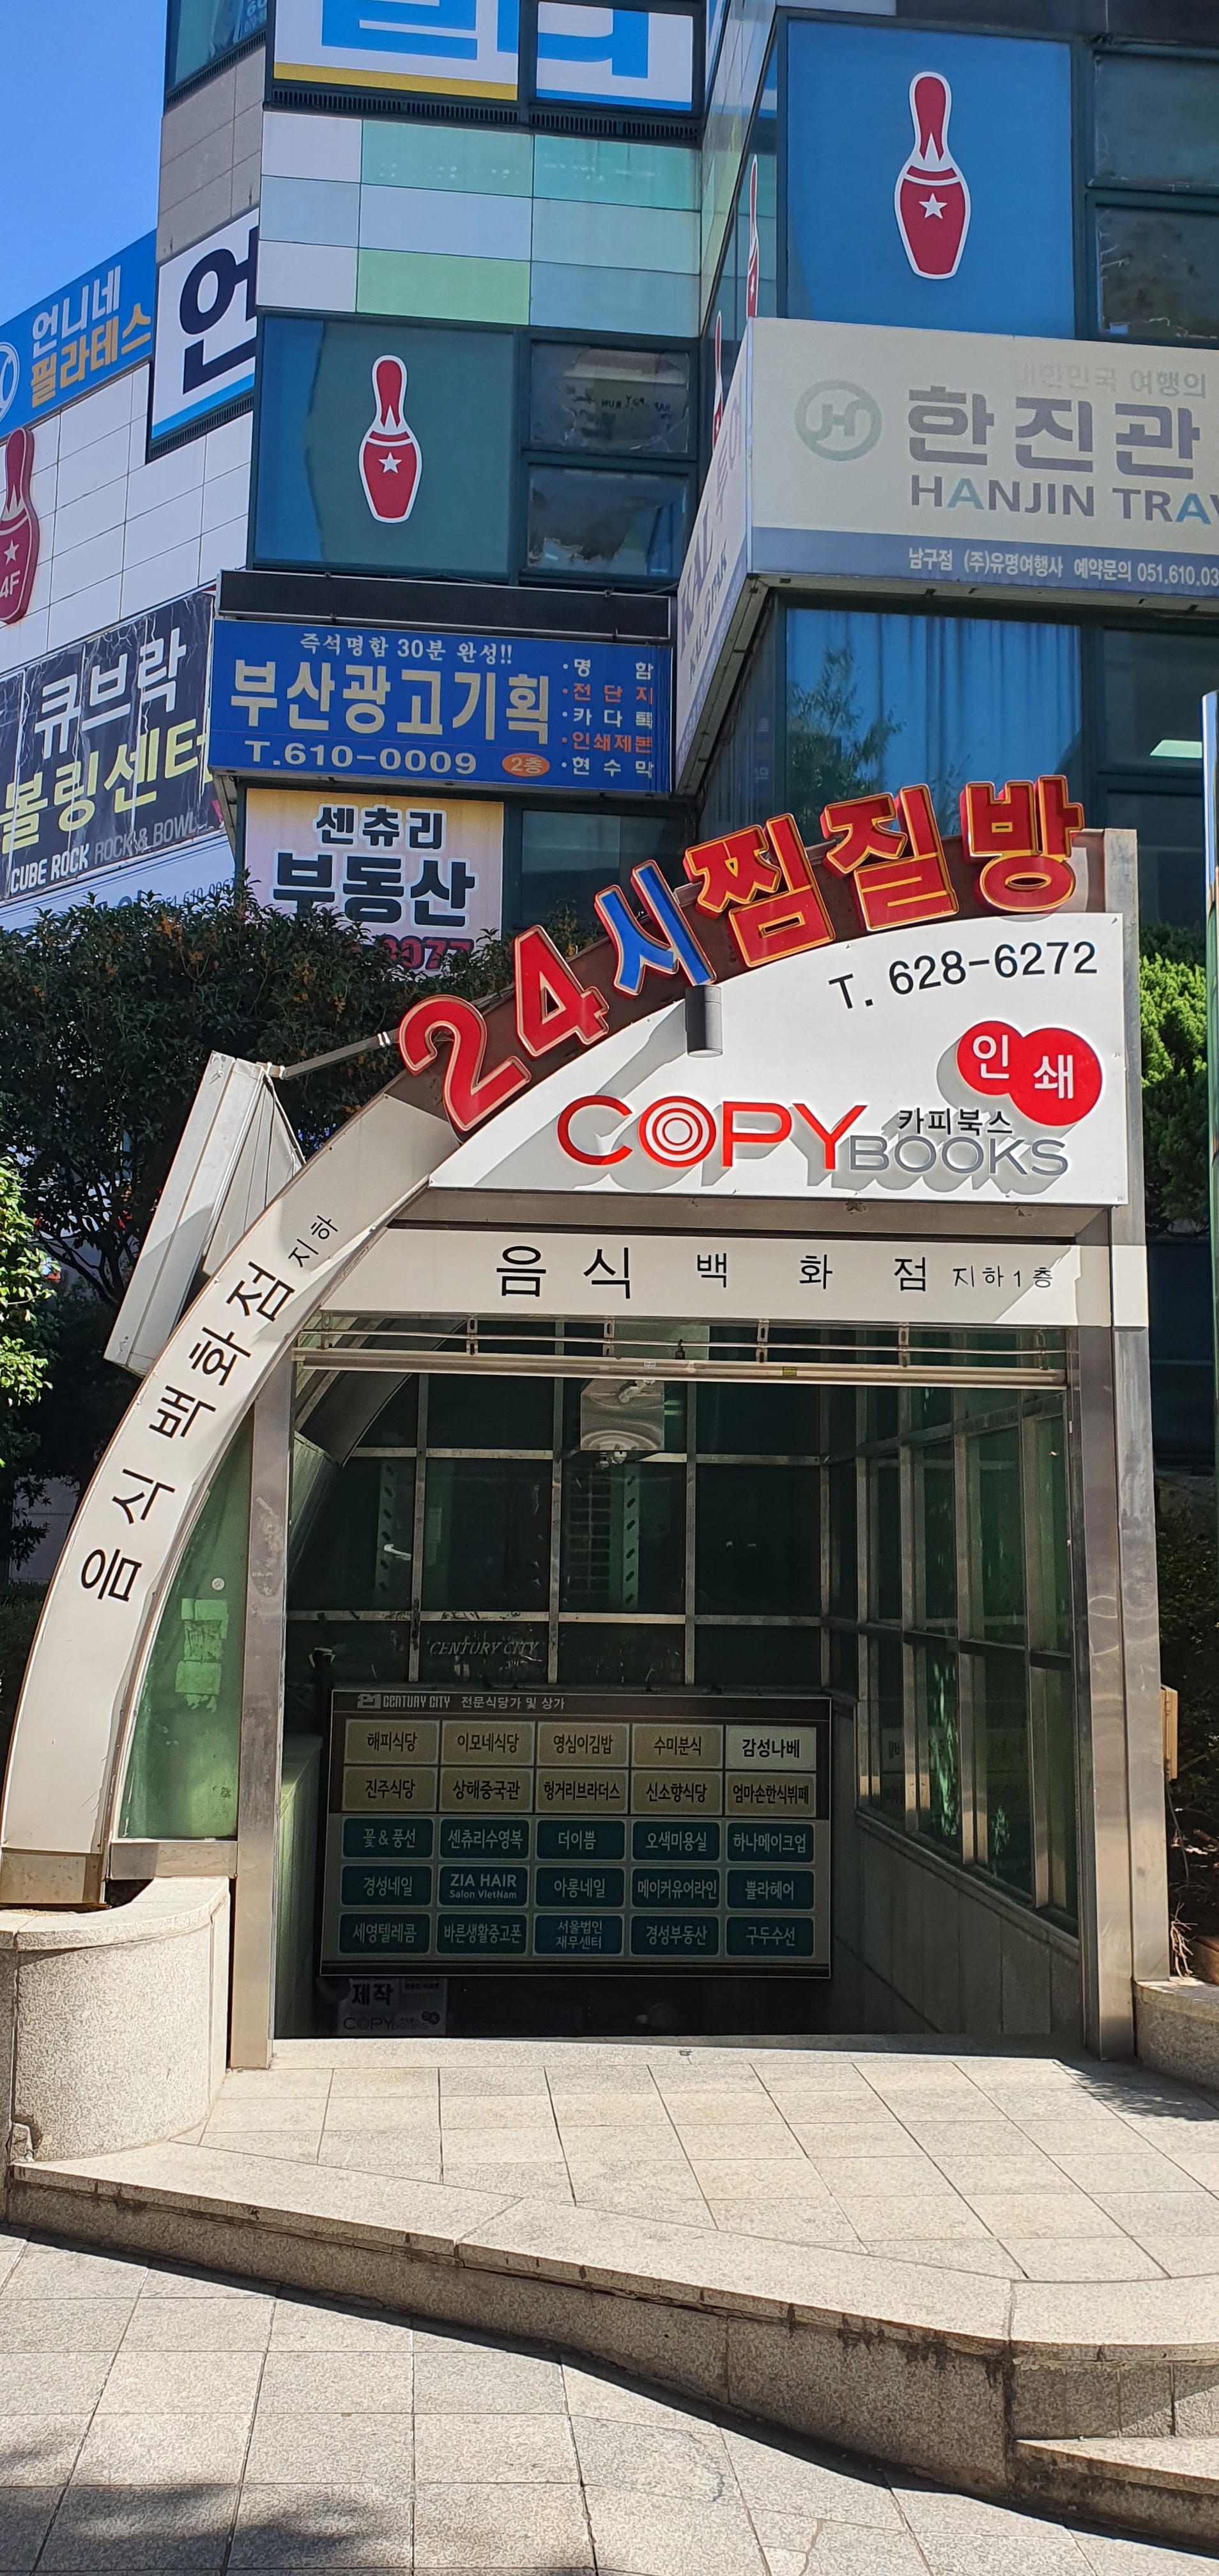 언니네
필라테스
언
대한민국 여행의
한진관
HANJIN TRAV
남구점 (주)유명여행사 예약문의 051.610.03
4F
큐브락
볼링센터
CUBE ROCK ROCK & BOWL
즉석명함 30분 완성!!
부산광고기획
T.610-0009 2층
·명 함
·전 단 지
·카 다 록
·인쇄제본
·현 수 막
센츄리
부동산
24시찜질방
T. 628-6272
인쇄
카피북스
COPY BOOKS
음식백화점 지하1층
음식백화점 지하
CENTURY CITY
21 CENTURY CITY 전문식당가 및 상가
해피식당 이모네식당 영심이김밥 수미분식 감성나베
진주식당 상해중국관 헝거리브라더스 신소향식당 엄마손한식뷔페
꽃&풍선 센츄리수영복 더이쁨 오색미용실 하나메이크업
경성네일 ZIA HAIR Salon VietNam 아롱네일 메이커유어라인 쁄라헤어
세영텔레콤 바른생활중고폰 서울법인 재무센터 경성부동산 구두수선
제작
COPY